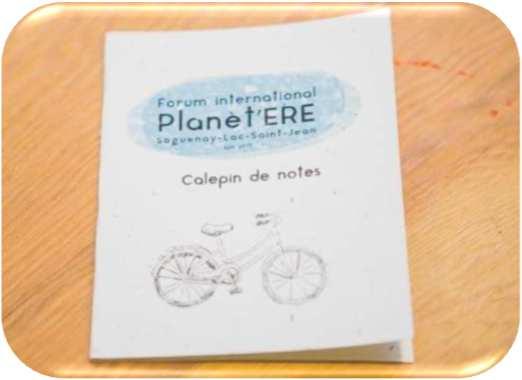 Forum international
Planèt'ERE
Saguenay-Lac-Saint-Jean
Calepin de notes